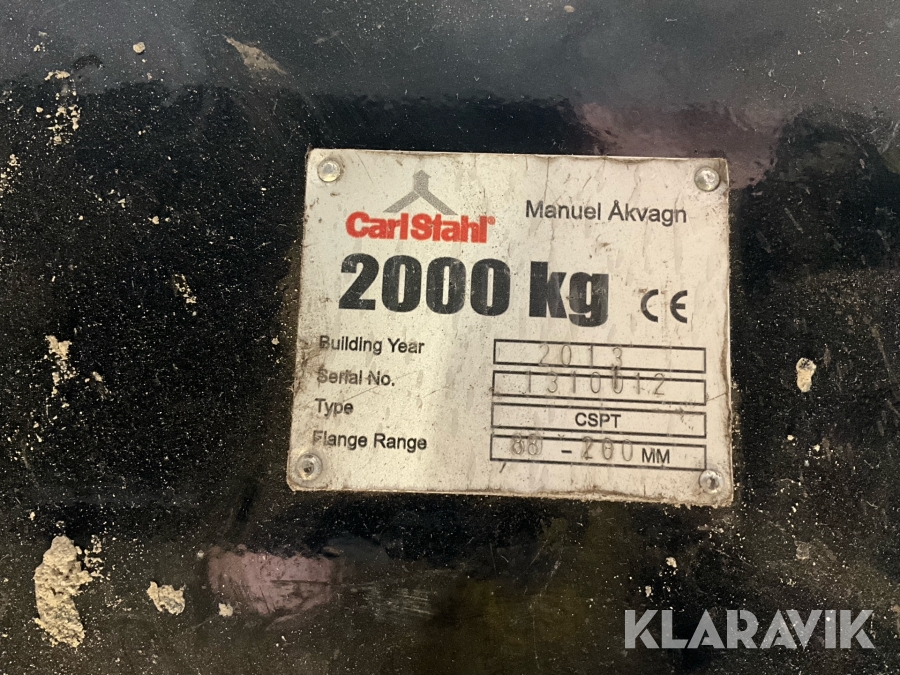 CarlStahl®
Manuel Åkvagn
2000 kg CE
Building Year 2013
Serial No. 1310012
Type CSPT
Flange Range 88 - 200 MM
KLARAVIK